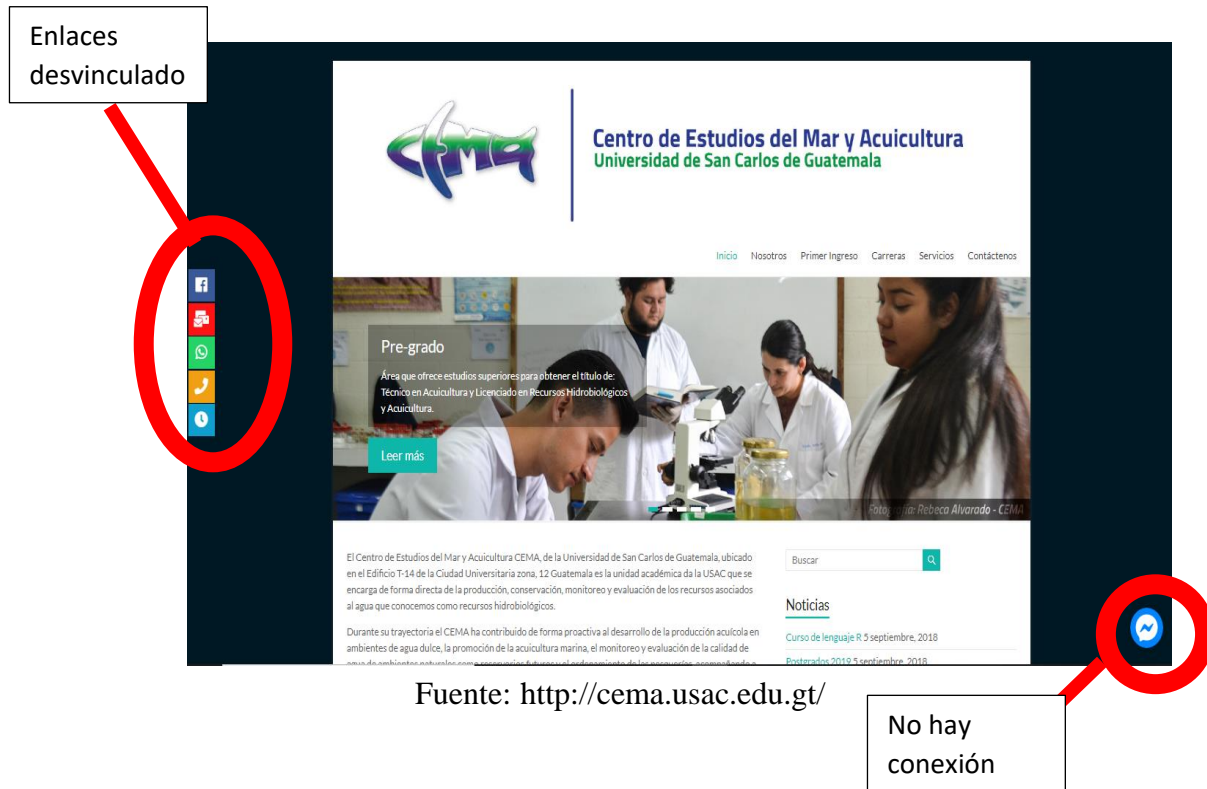 Enlaces
desvinculado
CEMA
Centro de Estudios del Mar y Acuicultura
Universidad de San Carlos de Guatemala
Inicio Nosotros Primer Ingreso Carreras Servicios Contáctenos
Pre-grado
Área que ofrece estudios superiores para obtener el título de:
Técnico en Acuicultura y Licenciado en Recursos Hidrobiológicos
y Acuicultura.
Leer más
Fotografía: Rebeca Alvarado - CEMA
El Centro de Estudios del Mar y Acuicultura CEMA, de la Universidad de San Carlos de Guatemala, ubicado
en el Edificio T-14 de la Ciudad Universitaria zona, 12 Guatemala es la unidad académica da la USAC que se
encarga de forma directa de la producción, conservación, monitoreo y evaluación de los recursos asociados
al agua que conocemos como recursos hidrobiológicos.
Durante su trayectoria el CEMA ha contribuido de forma proactiva al desarrollo de la producción acuícola en
ambientes de agua dulce, la promoción de la acuicultura marina, el monitoreo y evaluación de la calidad de
Buscar
Noticias
Curso de lenguaje R 5 septiembre, 2018
Postgrados 2019 5 septiembre, 2018
Fuente: http://cema.usac.edu.gt/
No hay
conexión